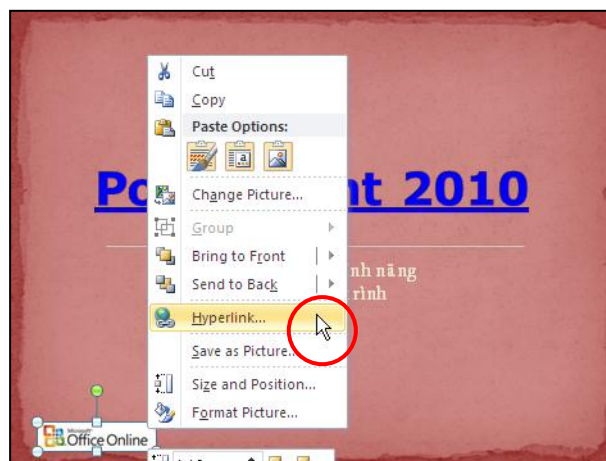 Cut
Copy
Paste Options:
Change Picture...
Po nt 2010
Group
Bring to Front
nh năng
Send to Back
rình
Hyperlink...
Save as Picture...
Size and Position...
Format Picture...
Microsoft
Office Online